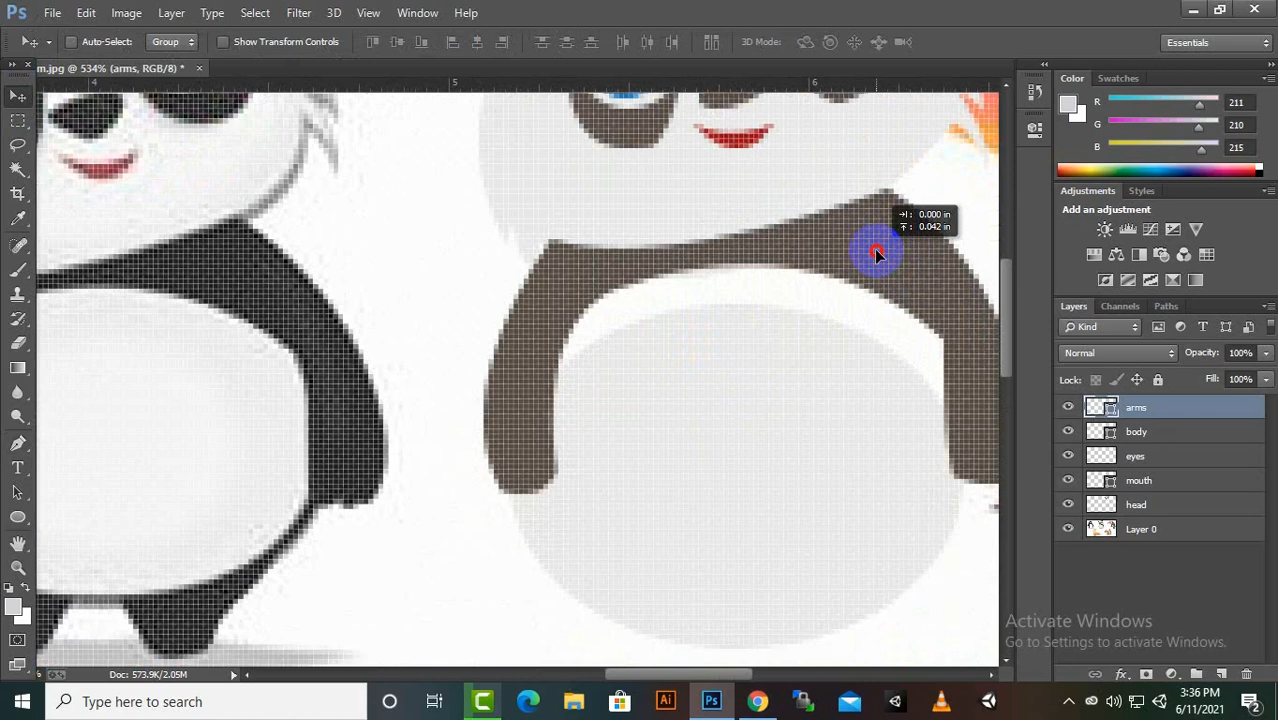 Ps File Edit Image Layer Type Select Filter 3D View Window Help
Auto-Select: Group Show Transform Controls 3D Mode: Essentials
m.jpg @ 534% (arms, RGB/8) * ×
4 5 6
Color Swatches
R 211
G 210
B 215
Adjustments Styles
Add an adjustment
→|: 0.000 in
0.042 in
Layers Channels Paths
Kind
Normal Opacity: 100%
Lock: Fill: 100%
arms
body
eyes
mouth
head
Layer 0
Activate Windows
Go to Settings to activate Windows.
Doc: 573.9K/2.05M
Type here to search
Ai Ps
3:36 PM
6/11/2021
2